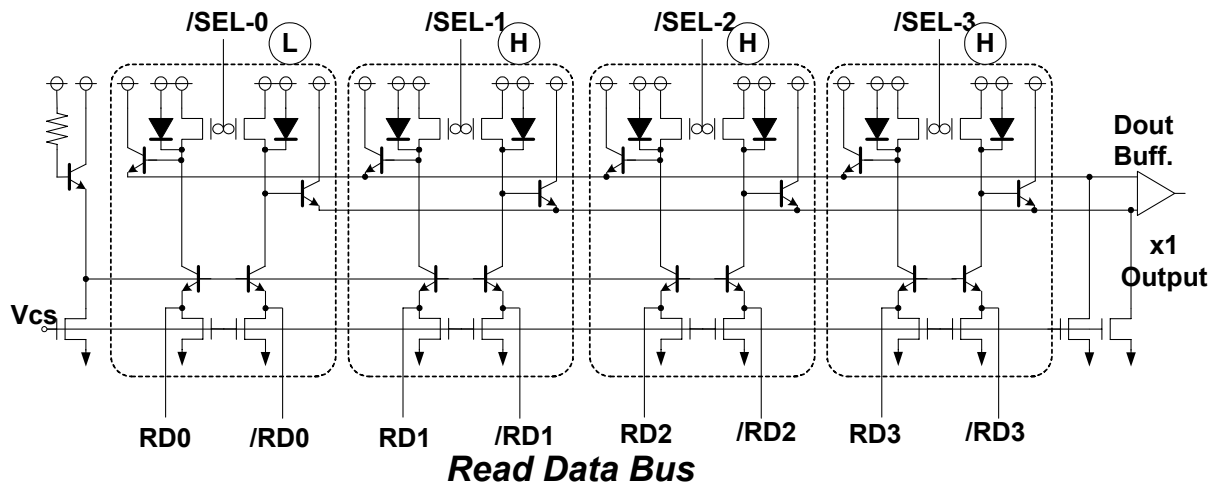 /SEL-0 L /SEL-1 H /SEL-2 H /SEL-3 H
Dout
Buff.
x1
Output
Vcs
RD0 /RD0 RD1 /RD1 RD2 /RD2 RD3 /RD3
Read Data Bus